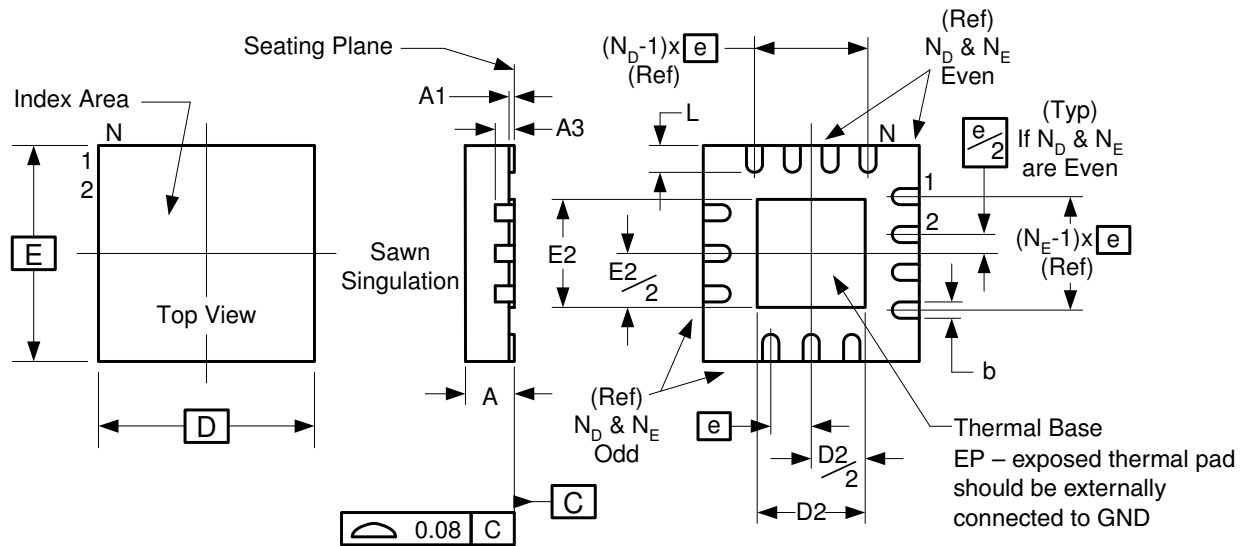 Seating Plane
Index Area
N
1
2
E
Top View
D
A1
A3
Sawn
Singulation
A
C
0.08 C
(N_D-1)x e
(Ref)
(Ref)
N_D & N_E
Even
L
N
e/2
(Typ)
If N_D & N_E
are Even
1
2
E2
E2/2
(N_E-1)x e
(Ref)
b
(Ref)
N_D & N_E
Odd
e
D2/2
D2
Thermal Base
EP – exposed thermal pad
should be externally
connected to GND